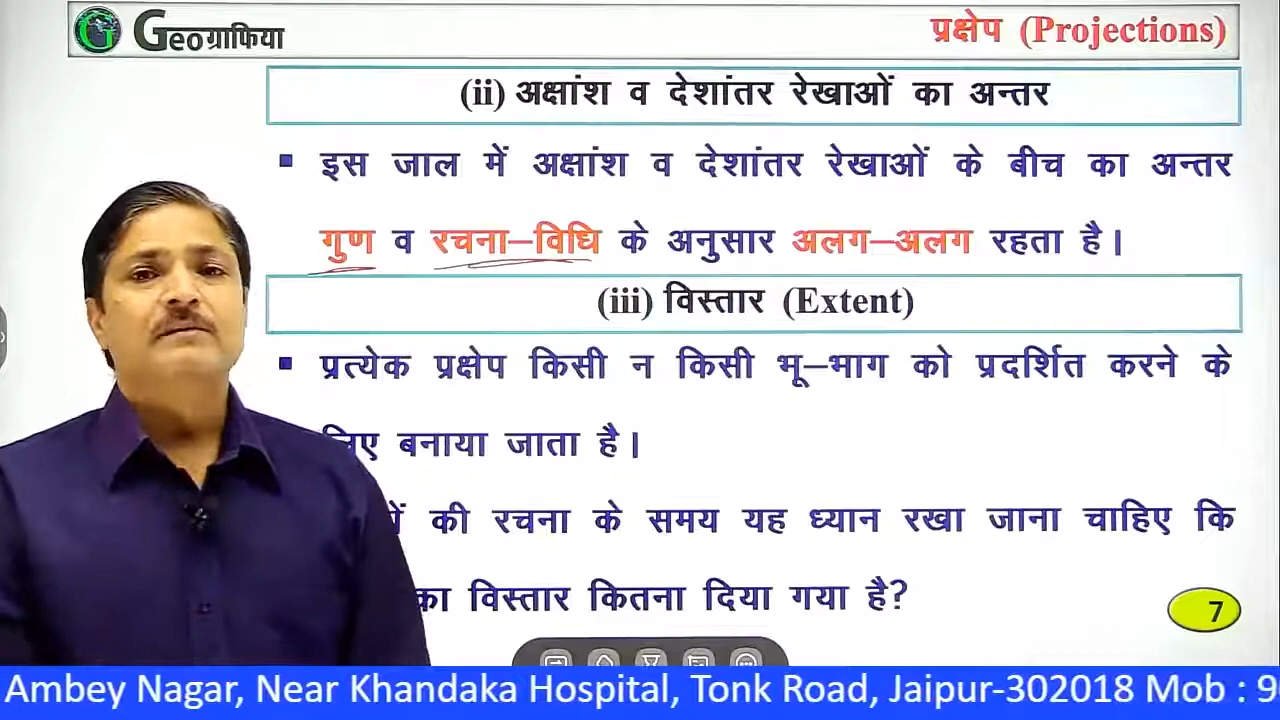 Geoग्राफिया
प्रक्षेप (Projections)
(ii) अक्षांश व देशांतर रेखाओं का अन्तर
इस जाल में अक्षांश व देशांतर रेखाओं के बीच का अन्तर
गुण व रचना–विधि के अनुसार अलग–अलग रहता है।
(iii) विस्तार (Extent)
प्रत्येक प्रक्षेप किसी न किसी भू–भाग को प्रदर्शित करने के
लिए बनाया जाता है।
की रचना के समय यह ध्यान रखा जाना चाहिए कि
का विस्तार कितना दिया गया है?
7
Ambey Nagar, Near Khandaka Hospital, Tonk Road, Jaipur-302018 Mob : 9